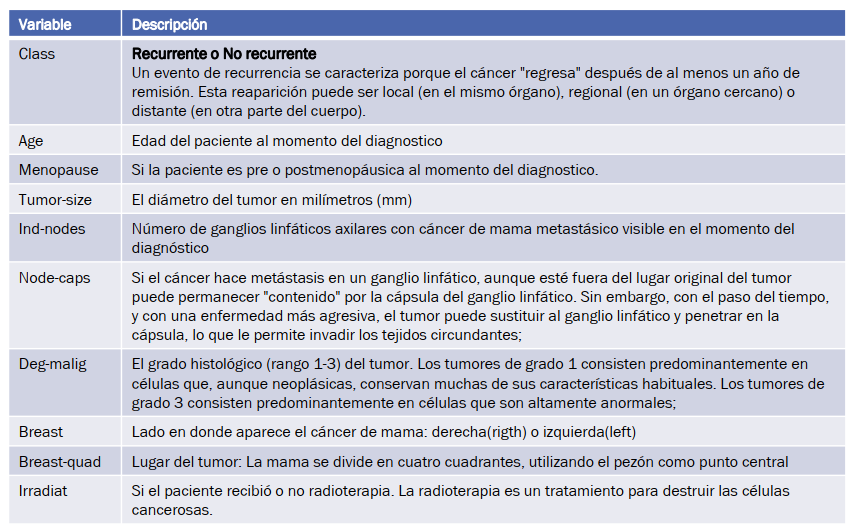 Variable Descripción
Class Recurrente o No recurrente
Un evento de recurrencia se caracteriza porque el cáncer "regresa" después de al menos un año de
remisión. Esta reaparición puede ser local (en el mismo órgano), regional (en un órgano cercano) o
distante (en otra parte del cuerpo).
Age Edad del paciente al momento del diagnostico
Menopause Si la paciente es pre o postmenopáusica al momento del diagnostico.
Tumor-size El diámetro del tumor en milímetros (mm)
Ind-nodes Número de ganglios linfáticos axilares con cáncer de mama metastásico visible en el momento del
diagnóstico
Node-caps Si el cáncer hace metástasis en un ganglio linfático, aunque esté fuera del lugar original del tumor
puede permanecer "contenido" por la cápsula del ganglio linfático. Sin embargo, con el paso del tiempo,
y con una enfermedad más agresiva, el tumor puede sustituir al ganglio linfático y penetrar en la
cápsula, lo que le permite invadir los tejidos circundantes;
Deg-malig El grado histológico (rango 1-3) del tumor. Los tumores de grado 1 consisten predominantemente en
células que, aunque neoplásicas, conservan muchas de sus características habituales. Los tumores de
grado 3 consisten predominantemente en células que son altamente anormales;
Breast Lado en donde aparece el cáncer de mama: derecha(rigth) o izquierda(left)
Breast-quad Lugar del tumor: La mama se divide en cuatro cuadrantes, utilizando el pezón como punto central
Irradiat Si el paciente recibió o no radioterapia. La radioterapia es un tratamiento para destruir las células
cancerosas.